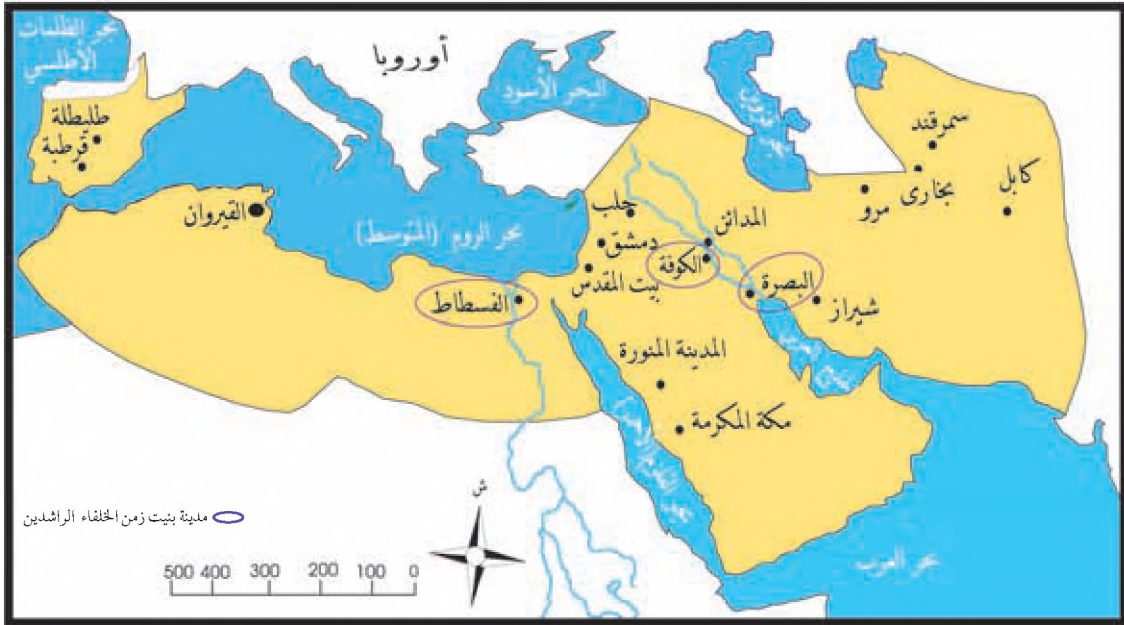 بحر الظلمات
الأطلسي
أوروبا
البحر الأسود
طليطلة
قرطبة
سمرقند
بخارى
مرو
كابل
القيروان
بحر الروم (المتوسط)
حلب
دمشق
بيت المقدس
المدائن
الكوفة
البصرة
شيراز
الفسطاط
المدينة المنورة
مكة المكرمة
بحر العرب
ش
مدينة بنيت زمن الخلفاء الراشدين
500 400 300 200 100 0